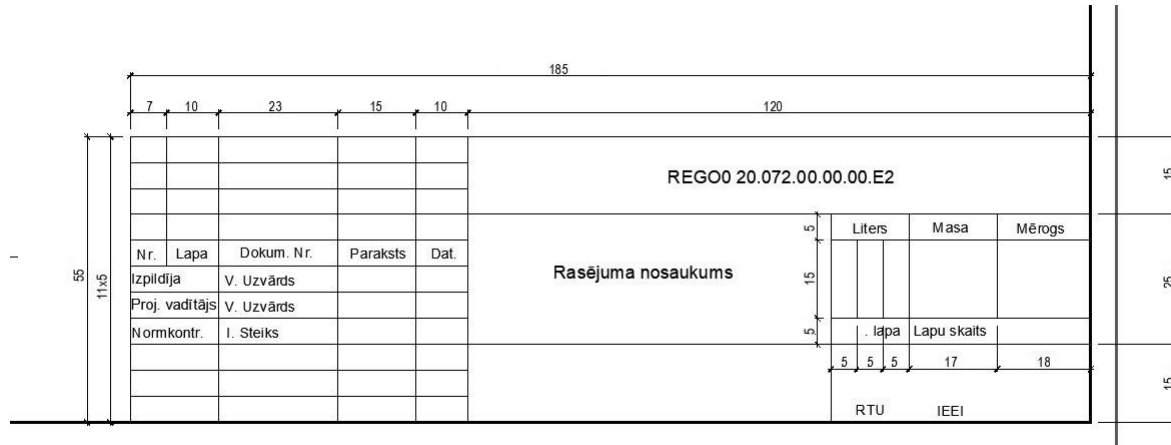 185
7 10 23 15 10 120
REGO0 20.072.00.00.00.E2
15
5 Liters Masa Mērogs
Nr. Lapa Dokum. Nr. Paraksts Dat.
55 11x5
Rasējuma nosaukums
15 25
Izpildīja V. Uzvārds
Proj. vadītājs V. Uzvārds
Normkontr. I. Steiks
5 . lapa Lapu skaits
5 5 5 17 18
15
RTU IEEI